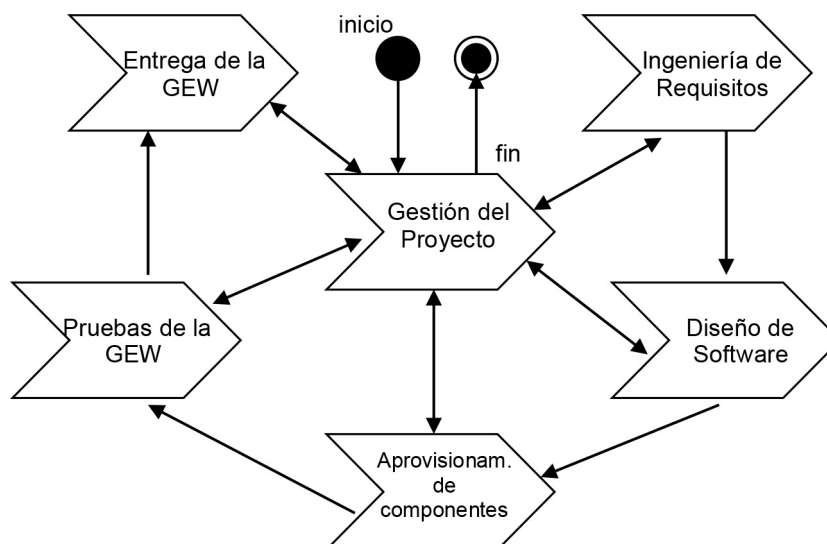 inicio
Entrega de la
GEW
Ingeniería de
Requisitos
fin
Gestión del
Proyecto
Pruebas de la
GEW
Diseño de
Software
Aprovisionam.
de
componentes